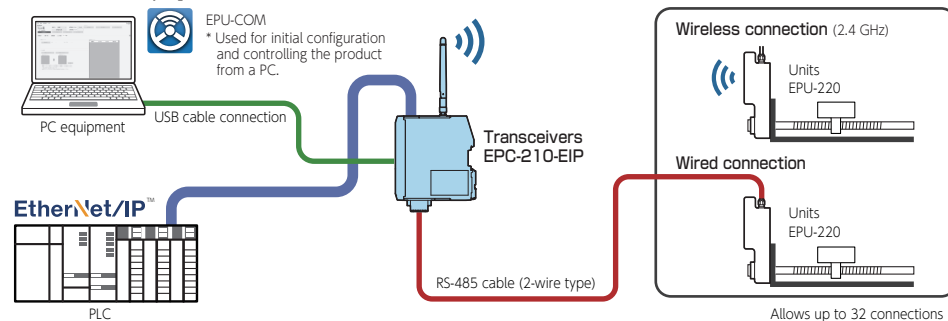 EPU-COM
* Used for initial configuration
and controlling the product
from a PC.
PC equipment
USB cable connection
EtherNet/IP™
PLC
Transceivers
EPC-210-EIP
RS-485 cable (2-wire type)
Wireless connection (2.4 GHz)
Units
EPU-220
Wired connection
Units
EPU-220
Allows up to 32 connections